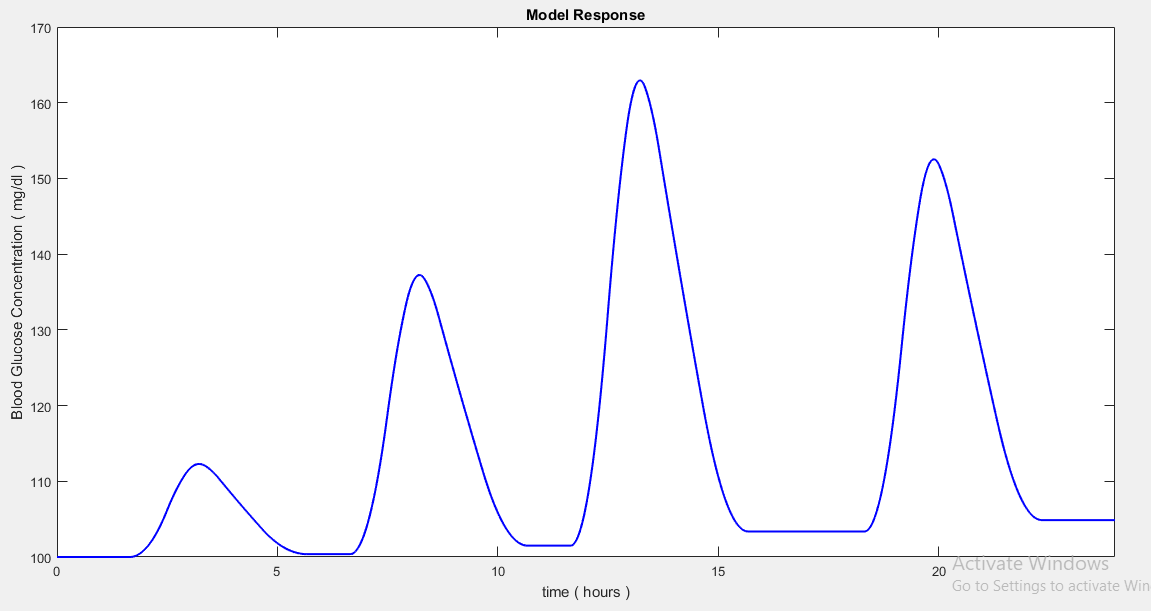 Model Response
170
160
150
140
130
120
110
100
Blood Glucose Concentration ( mg/dl )
0 5 10 15 20
time ( hours )
Activate Windows
Go to Settings to activate Win